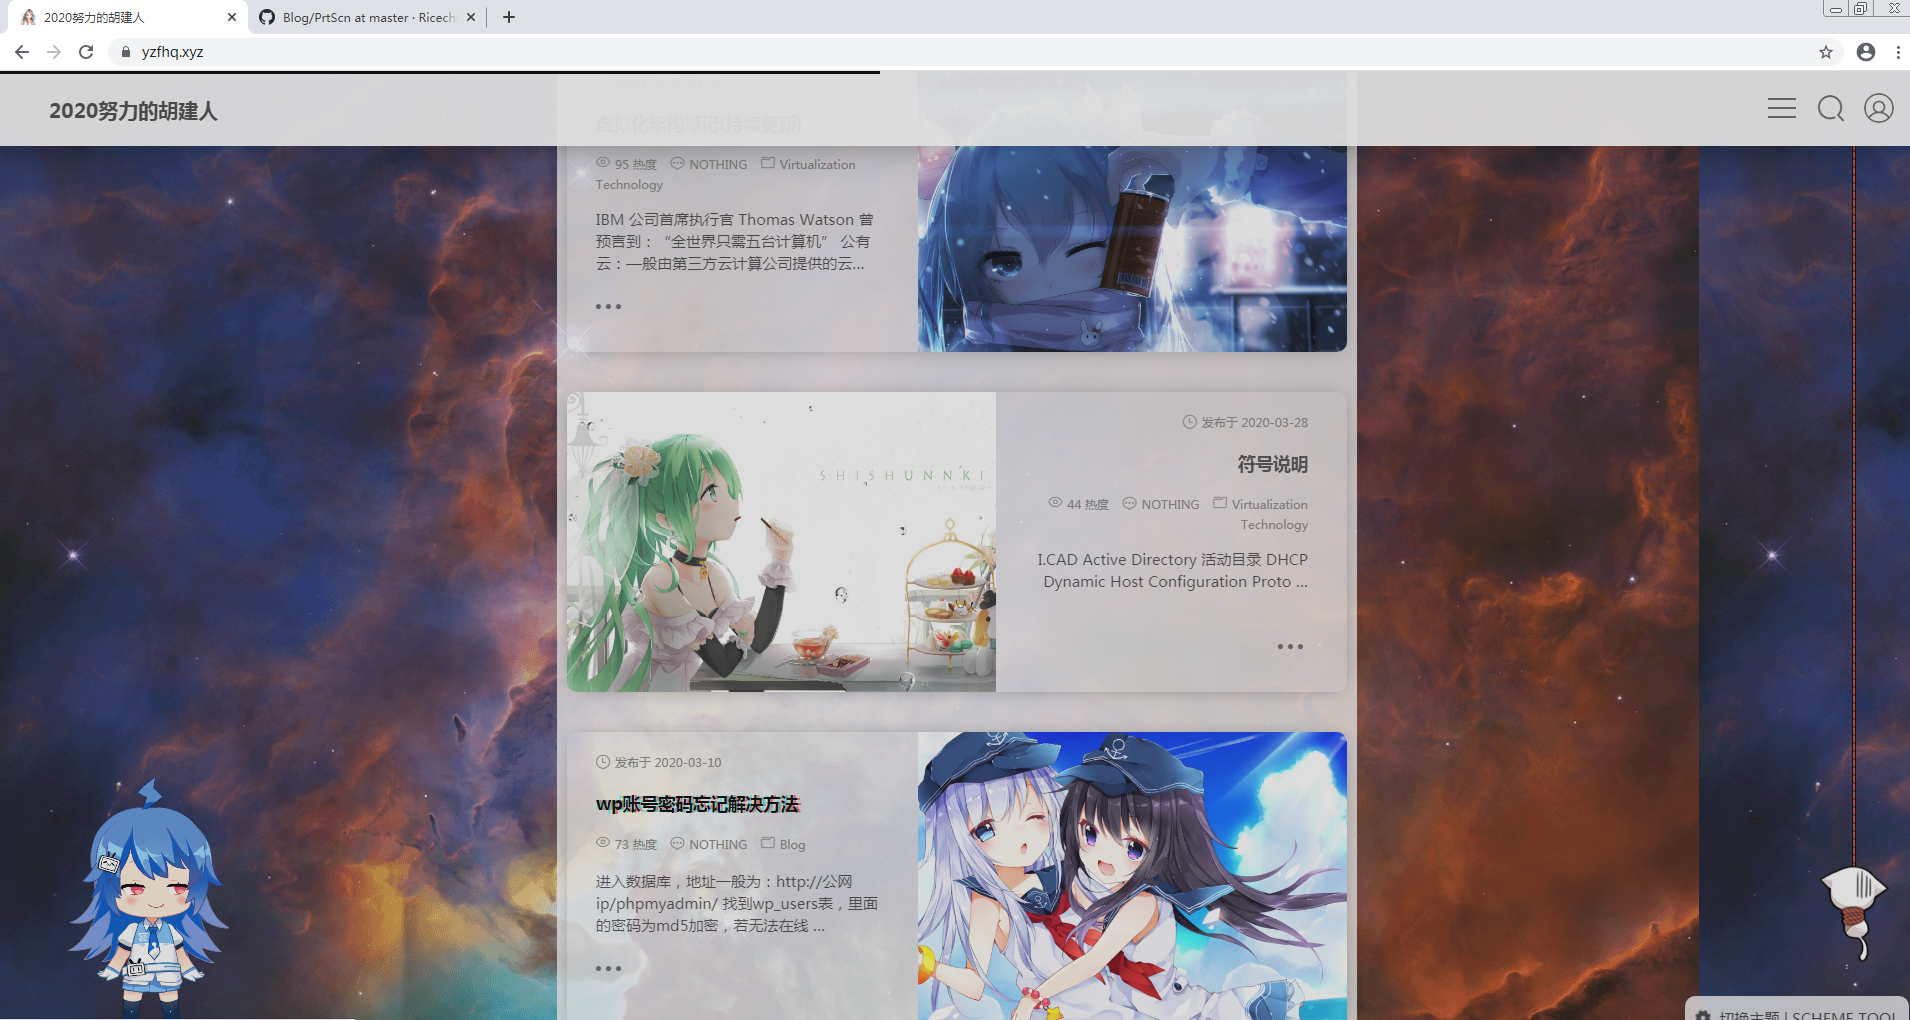 2020努力的胡建人
Blog/PrtScn at master · Ricechi
yzfhq.xyz
2020努力的胡建人
虚拟化架构笔记(持续更新)
95 热度 NOTHING Virtualization
Technology
IBM 公司首席执行官 Thomas Watson 曾
预言到：“全世界只需五台计算机” 公有
云：一般由第三方云计算公司提供的云...
SHISHUNNKI
发布于 2020-03-28
符号说明
44 热度 NOTHING Virtualization
Technology
I.CAD Active Directory 活动目录 DHCP
Dynamic Host Configuration Proto ...
发布于 2020-03-10
wp账号密码忘记解决方法
73 热度 NOTHING Blog
进入数据库，地址一般为：http://公网
ip/phpmyadmin/ 找到wp_users表，里面
的密码为md5加密，若无法在线 ...
切换主题 | SCHEME TOOL